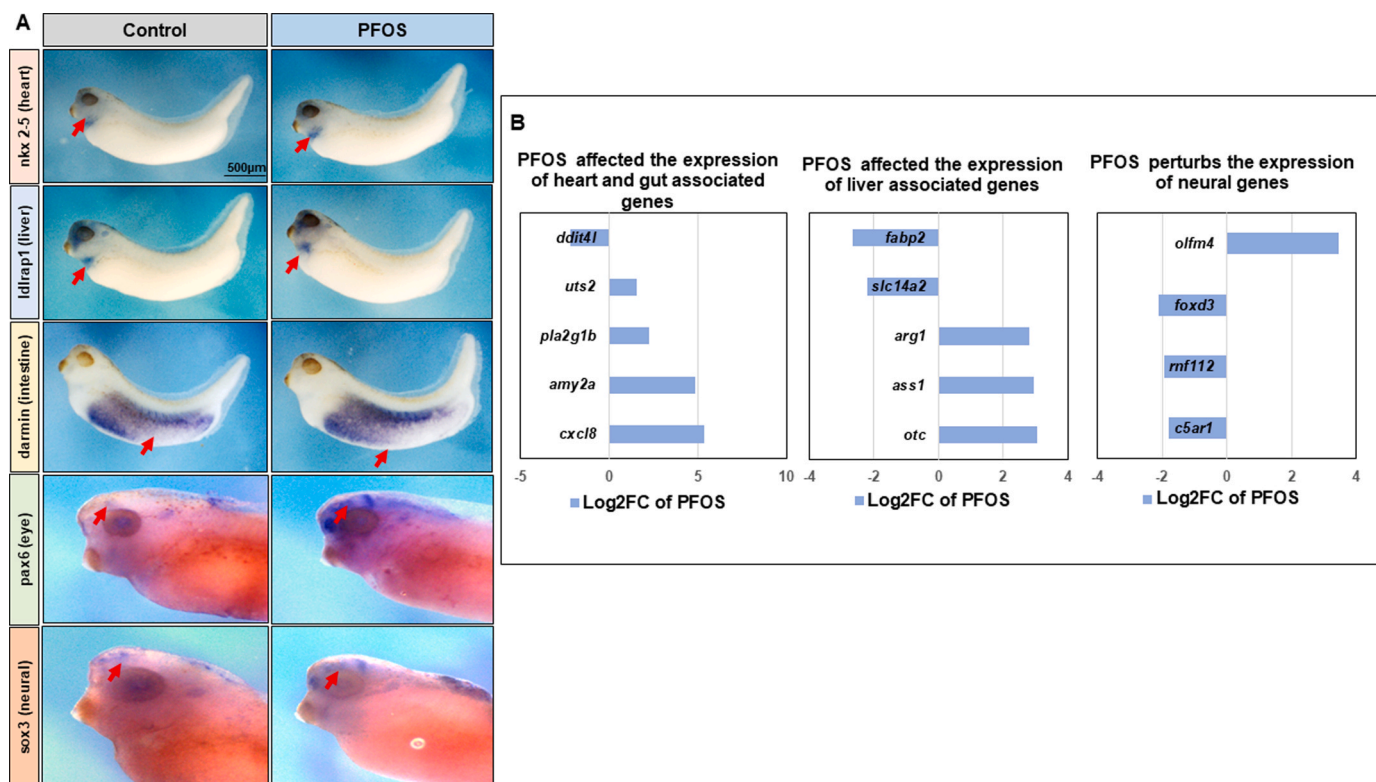 A
Control
PFOS
nkx 2-5 (heart)
500µm
ldlrap1 (liver)
darmin (intestine)
pax6 (eye)
sox3 (neural)
B
PFOS affected the expression
of heart and gut associated
genes
ddit4l
uts2
pla2g1b
amy2a
cxcl8
-5 0 5 10
Log2FC of PFOS
PFOS affected the expression
of liver associated genes
fabp2
slc14a2
arg1
ass1
otc
-4 -2 0 2 4
Log2FC of PFOS
PFOS perturbs the expression
of neural genes
olfm4
foxd3
rnf112
c5ar1
-4 -2 0 2 4
Log2FC of PFOS